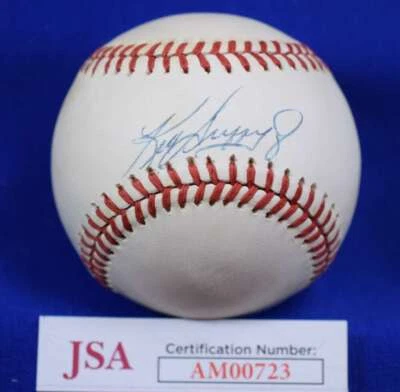 JSA
Certification Number:
AM00723